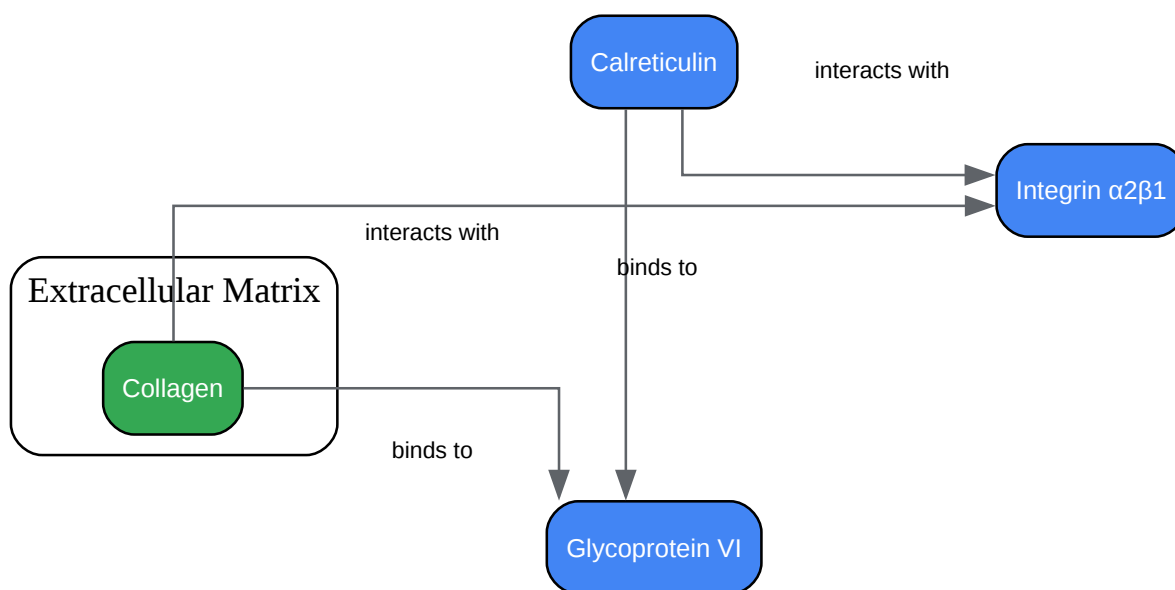 Calreticulin
interacts with
Integrin α2β1
interacts with
binds to
Extracellular Matrix
Collagen
binds to
Glycoprotein VI